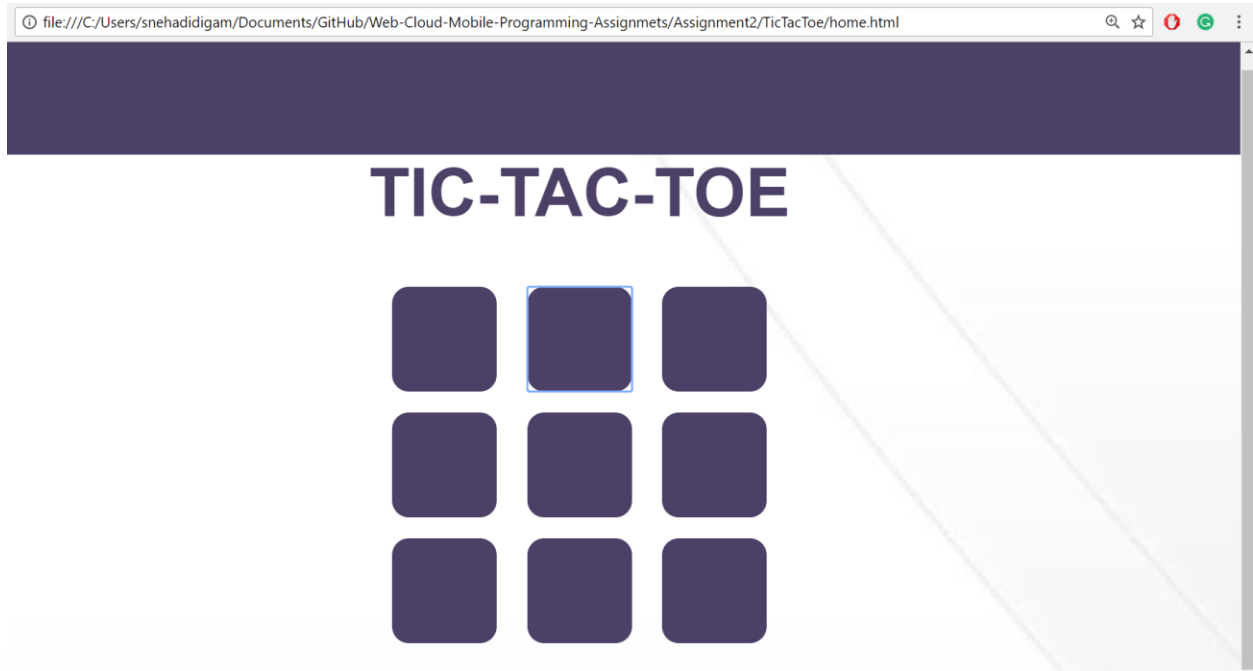 file:///C:/Users/snehadidigam/Documents/GitHub/Web-Cloud-Mobile-Programming-Assignmets/Assignment2/TicTacToe/home.html
TIC-TAC-TOE